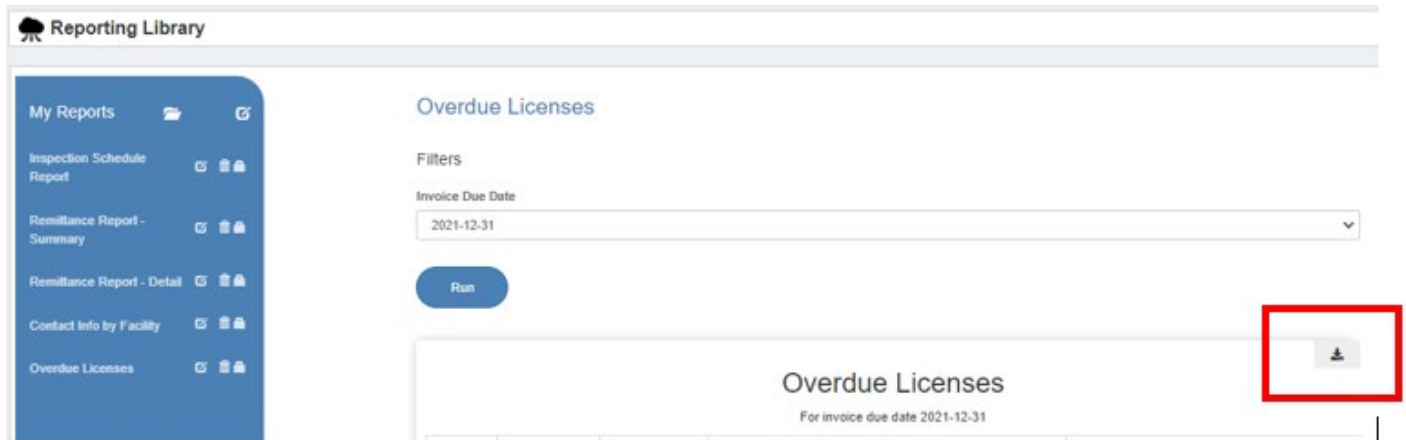 Reporting Library
My Reports
Inspection Schedule
Report
Remittance Report -
Summary
Remittance Report - Detail
Contact Info by Facility
Overdue Licenses
Overdue Licenses
Filters
Invoice Due Date
2021-12-31
Run
Overdue Licenses
For invoice due date 2021-12-31